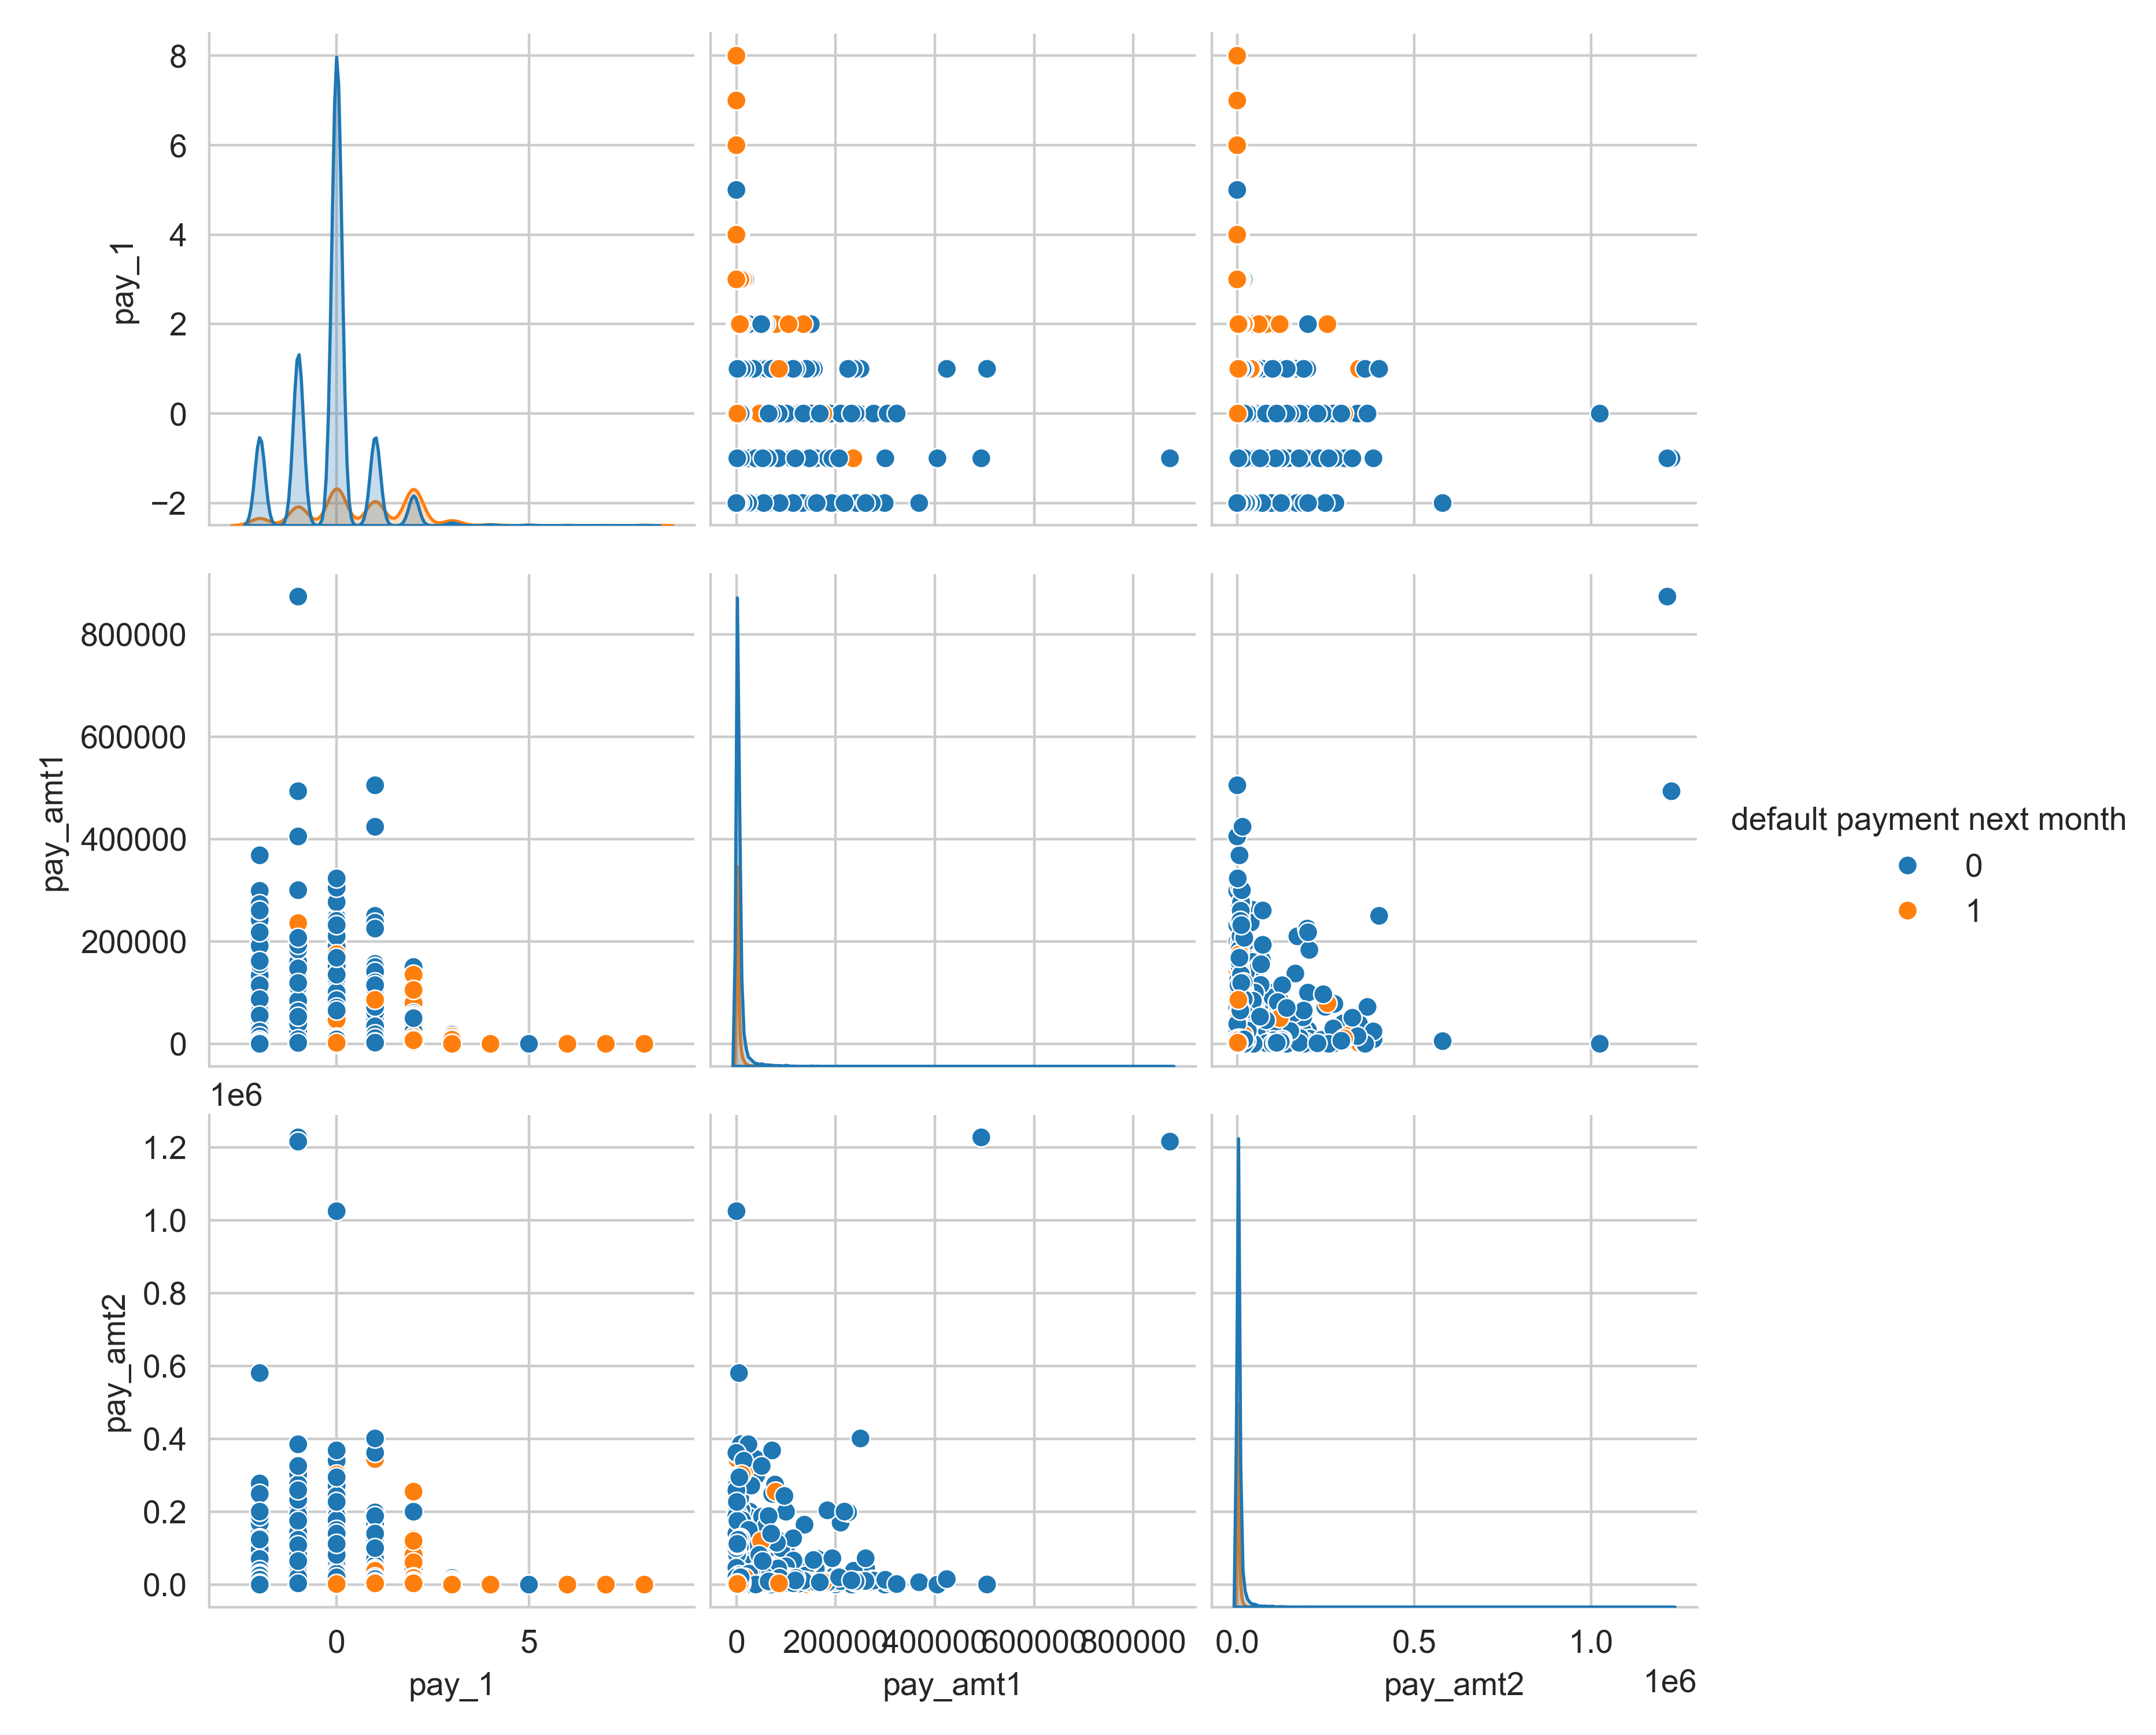 8
6
4
2
0
−2
pay_1
800000
600000
400000
200000
0
pay_amt1
default payment next month
0
1
1e6
1.2
1.0
0.8
0.6
0.4
0.2
0.0
pay_amt2
0 5
pay_1
0 200000 400000 600000 800000
pay_amt1
0.0 0.5 1.0
1e6
pay_amt2